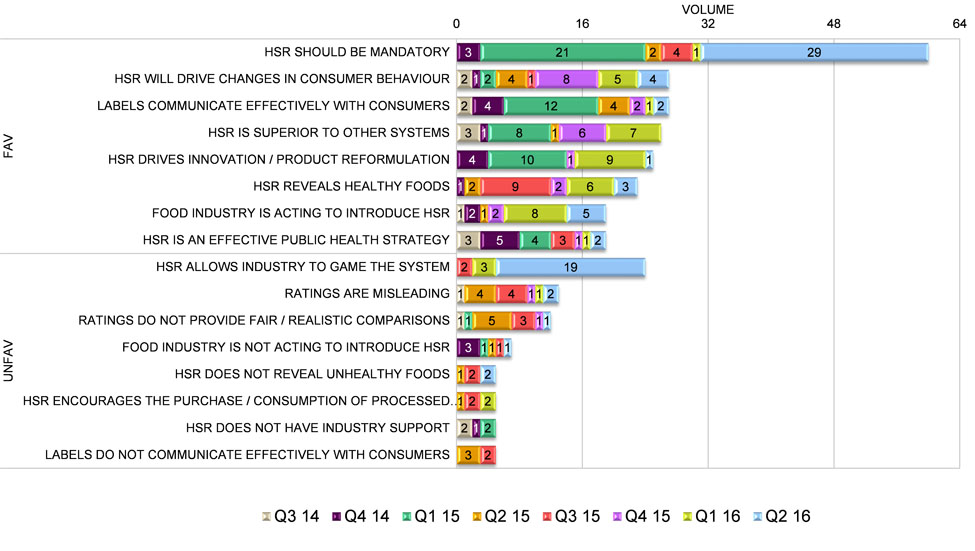 VOLUME
0 16 32 48 64
FAV
HSR SHOULD BE MANDATORY 3 21 2 4 1 29
HSR WILL DRIVE CHANGES IN CONSUMER BEHAVIOUR 2 1 2 4 1 8 5 4
LABELS COMMUNICATE EFFECTIVELY WITH CONSUMERS 2 4 12 4 2 1 2
HSR IS SUPERIOR TO OTHER SYSTEMS 3 1 8 1 6 7
HSR DRIVES INNOVATION / PRODUCT REFORMULATION 4 10 1 9 1
HSR REVEALS HEALTHY FOODS 1 2 9 2 6 3
FOOD INDUSTRY IS ACTING TO INTRODUCE HSR 1 2 1 2 8 5
HSR IS AN EFFECTIVE PUBLIC HEALTH STRATEGY 3 5 4 3 1 1 2
UNFAV
HSR ALLOWS INDUSTRY TO GAME THE SYSTEM 2 3 19
RATINGS ARE MISLEADING 1 4 4 1 1 2
RATINGS DO NOT PROVIDE FAIR / REALISTIC COMPARISONS 1 1 5 3 1 1
FOOD INDUSTRY IS NOT ACTING TO INTRODUCE HSR 3 1 1 1 1
HSR DOES NOT REVEAL UNHEALTHY FOODS 1 2 2
HSR ENCOURAGES THE PURCHASE / CONSUMPTION OF PROCESSED.. 1 2 2
HSR DOES NOT HAVE INDUSTRY SUPPORT 2 1 2
LABELS DO NOT COMMUNICATE EFFECTIVELY WITH CONSUMERS 3 2
Q3 14 Q4 14 Q1 15 Q2 15 Q3 15 Q4 15 Q1 16 Q2 16